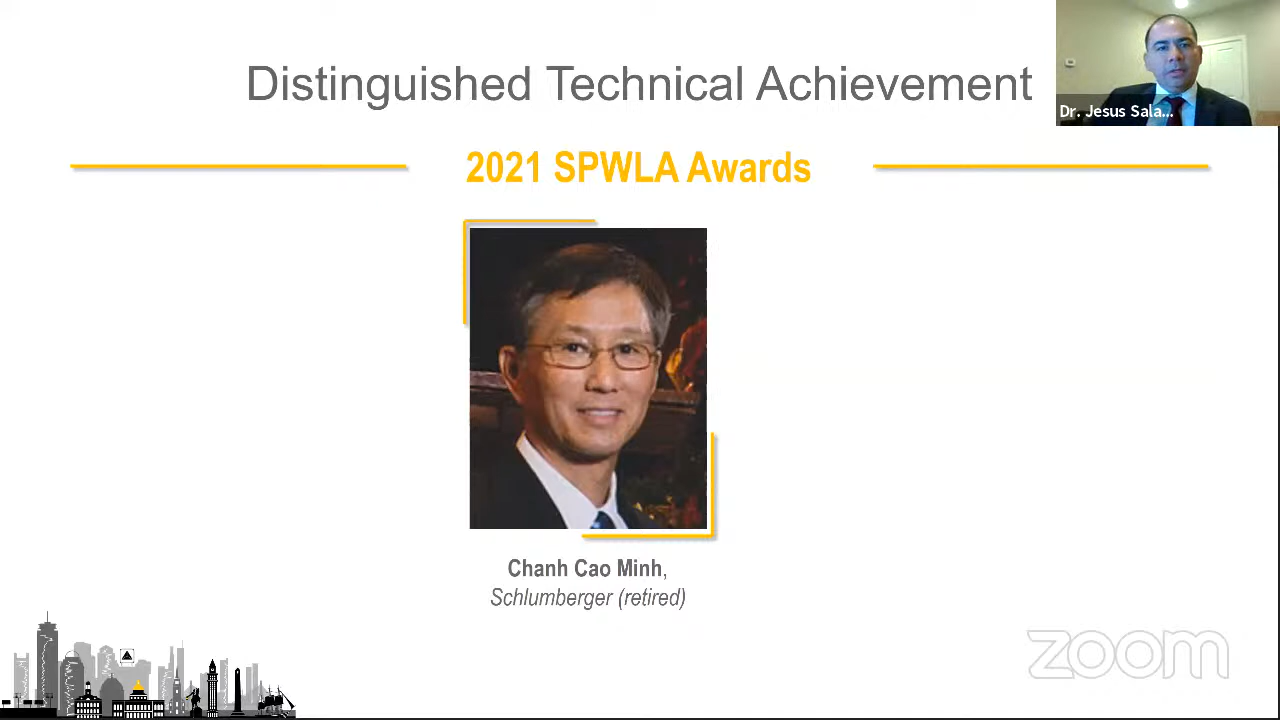 Distinguished Technical Achievement
Dr. Jesus Sala...
2021 SPWLA Awards
Chanh Cao Minh,
Schlumberger (retired)
zoom